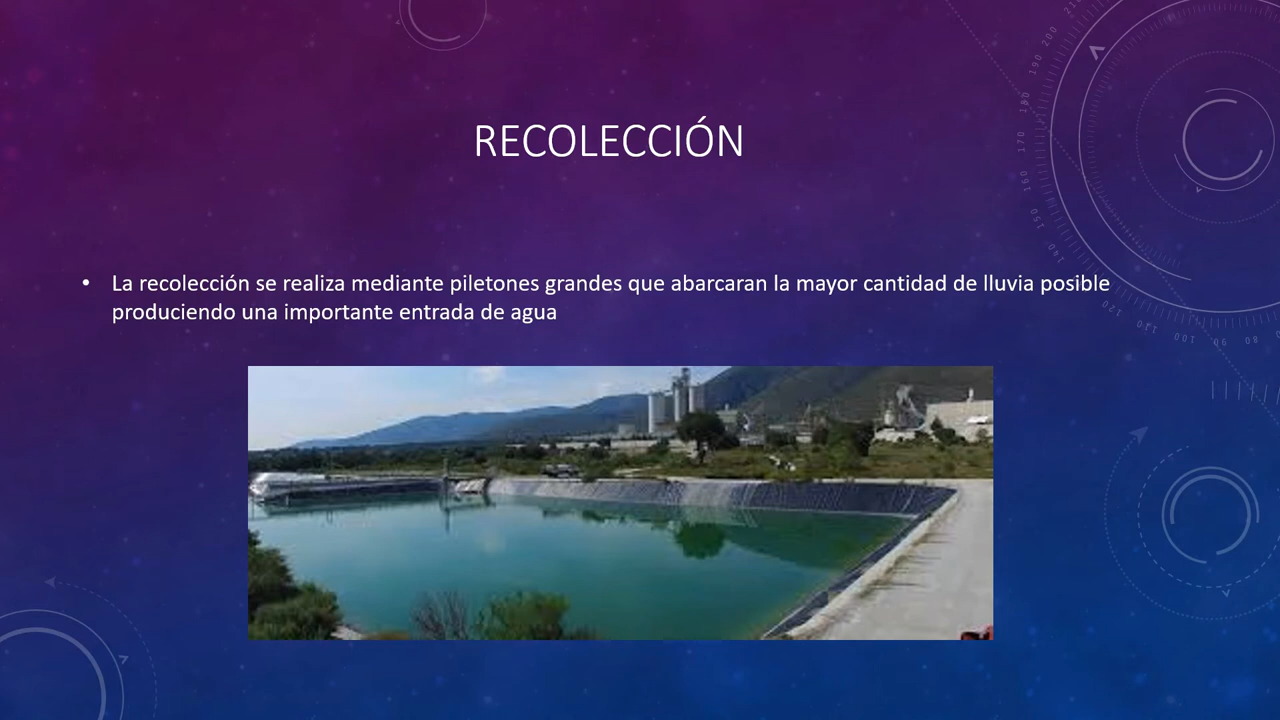 RECOLECCIÓN
• La recolección se realiza mediante piletones grandes que abarcaran la mayor cantidad de lluvia posible
produciendo una importante entrada de agua